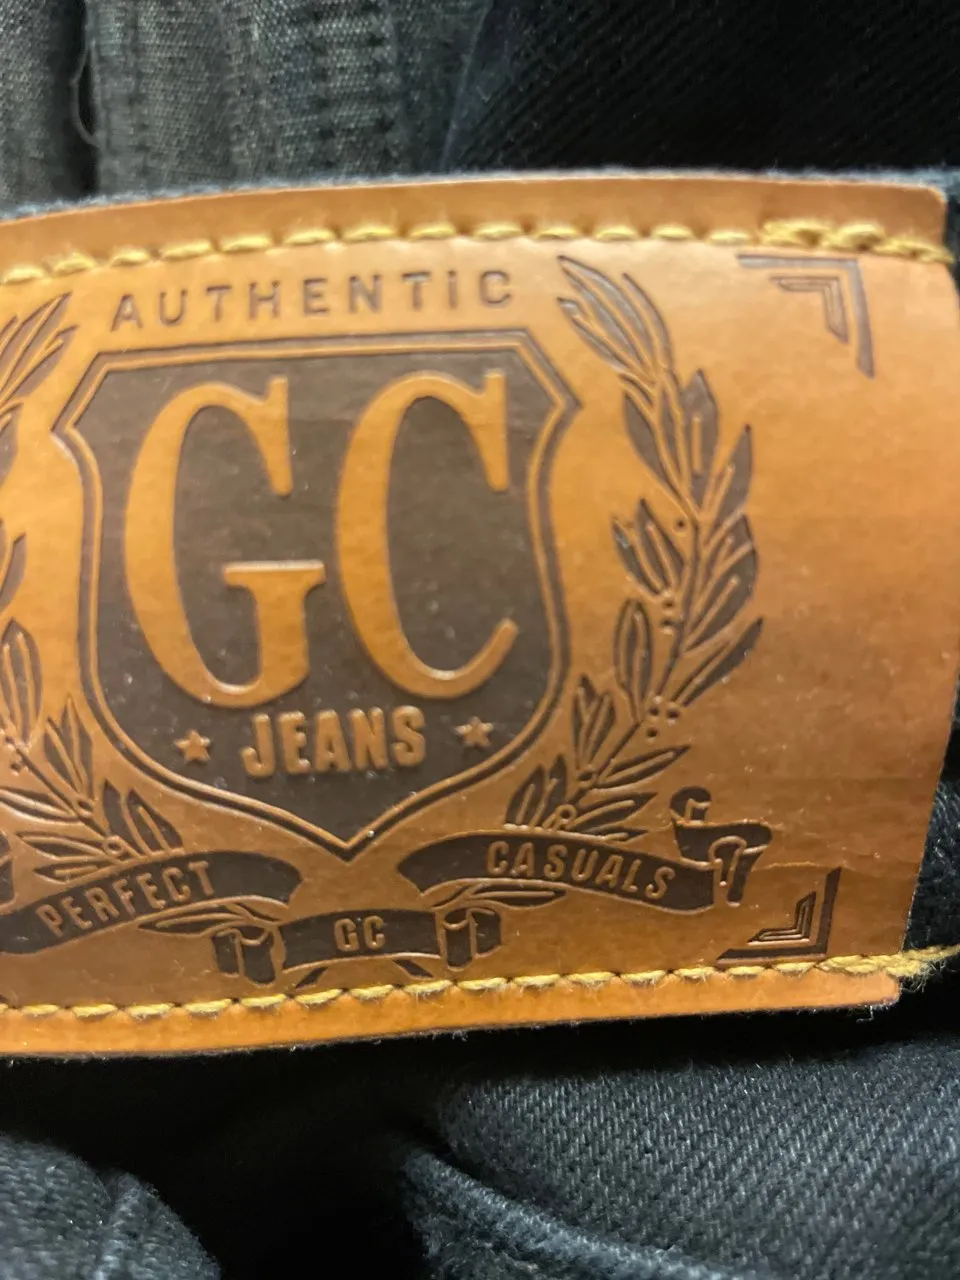 AUTHENTIC
GC
JEANS
PERFECT
GC
CASUALS